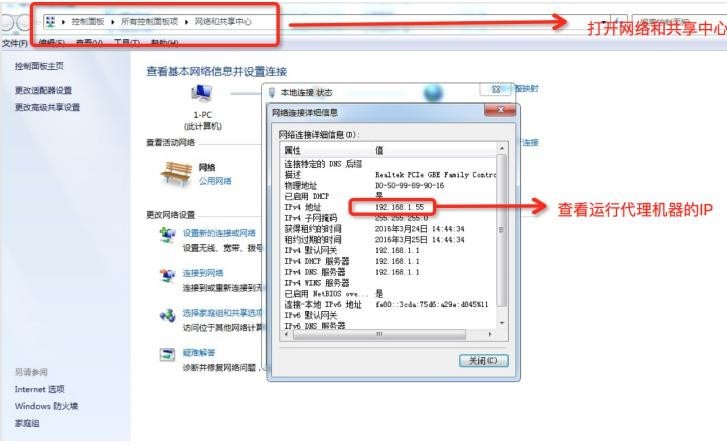 控制面板 ▸ 所有控制面板项 ▸ 网络和共享中心
打开网络和共享中心
文件(F) 编辑(E) 查看(V) 工具(T) 帮助(H)
控制面板主页
更改适配器设置
更改高级共享设置
查看基本网络信息并设置连接
1-PC
(此计算机)
查看活动网络
网络
公用网络
更改网络设置
设置新的连接或网络
设置无线、宽带、拨号
连接到网络
连接到或重新连接到无
选择家庭组和共享选项
访问位于其他网络计算
疑难解答
诊断并修复网络问题，
本地连接 状态
整映射
连接
网络连接详细信息
网络连接详细信息(D):
属性 值
连接特定的 DNS 后缀
描述 Realtek PCIe GBE Family Contro
物理地址 D0-50-99-89-90-16
已启用 DHCP 是
IPv4 地址 192.168.1.55
IPv4 子网掩码 255.255.255.0
获得租约的时间 2016年3月24日 14:44:34
租约过期的时间 2016年3月25日 14:44:34
IPv4 默认网关 192.168.1.1
IPv4 DHCP 服务器 192.168.1.1
IPv4 DNS 服务器 192.168.1.1
IPv4 WINS 服务器
已启用 NetBIOS ove... 是
连接-本地 IPv6 地址 fe80::3cda:75d6:a29e:d845%11
IPv6 默认网关
IPv6 DNS 服务器
关闭(C)
查看运行代理机器的IP
另请参阅
Internet 选项
Windows 防火墙
家庭组